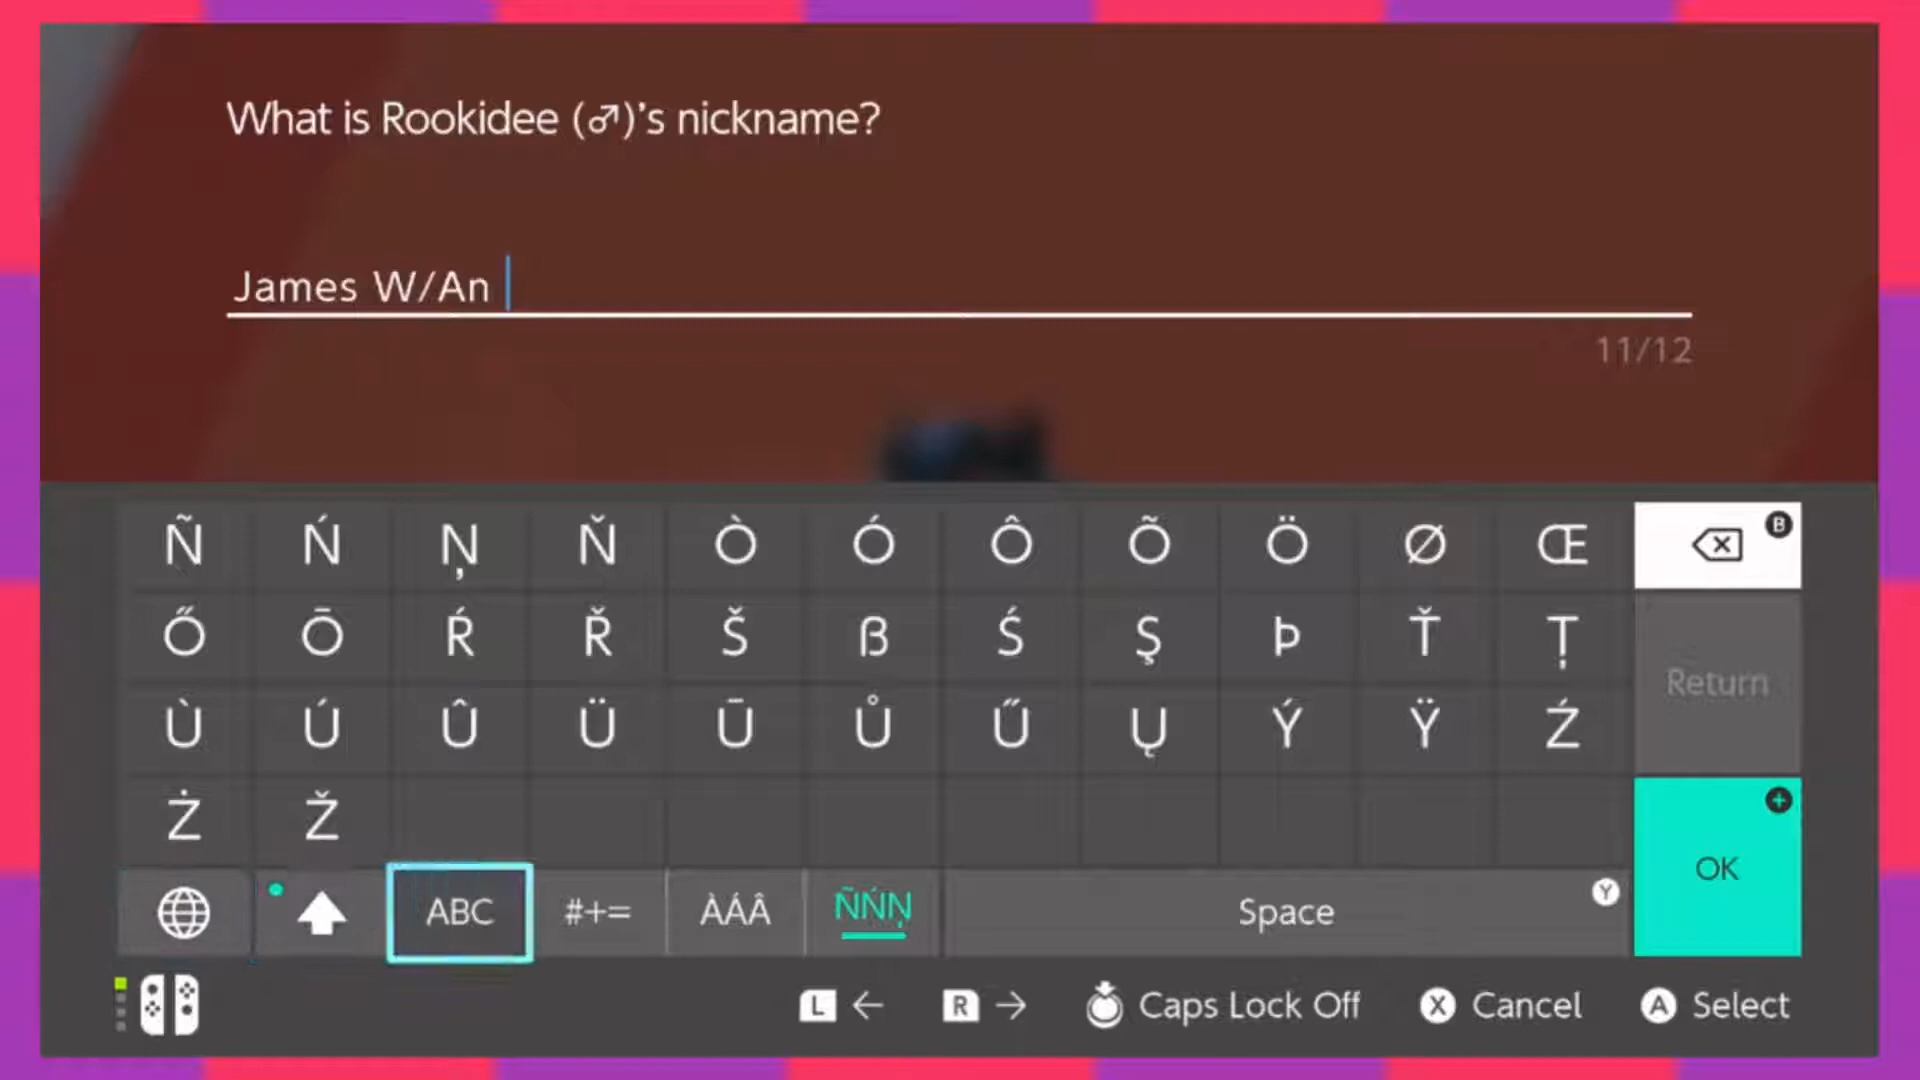 What is Rookidee (♂)'s nickname?
James W/An
11/12
Ñ Ń Ņ Ň Ò Ó Ô Õ Ö Ø Œ B
Ő Ō Ŕ Ř Š ß Ś Ş Þ Ť Ț Return
Ù Ú Û Ü Ū Ů Ű Ų Ý Ÿ Ź
Ż Ž
ABC #+= ÀÁÂ ÑŃŅ Space Y OK
L ← R → Caps Lock Off X Cancel A Select